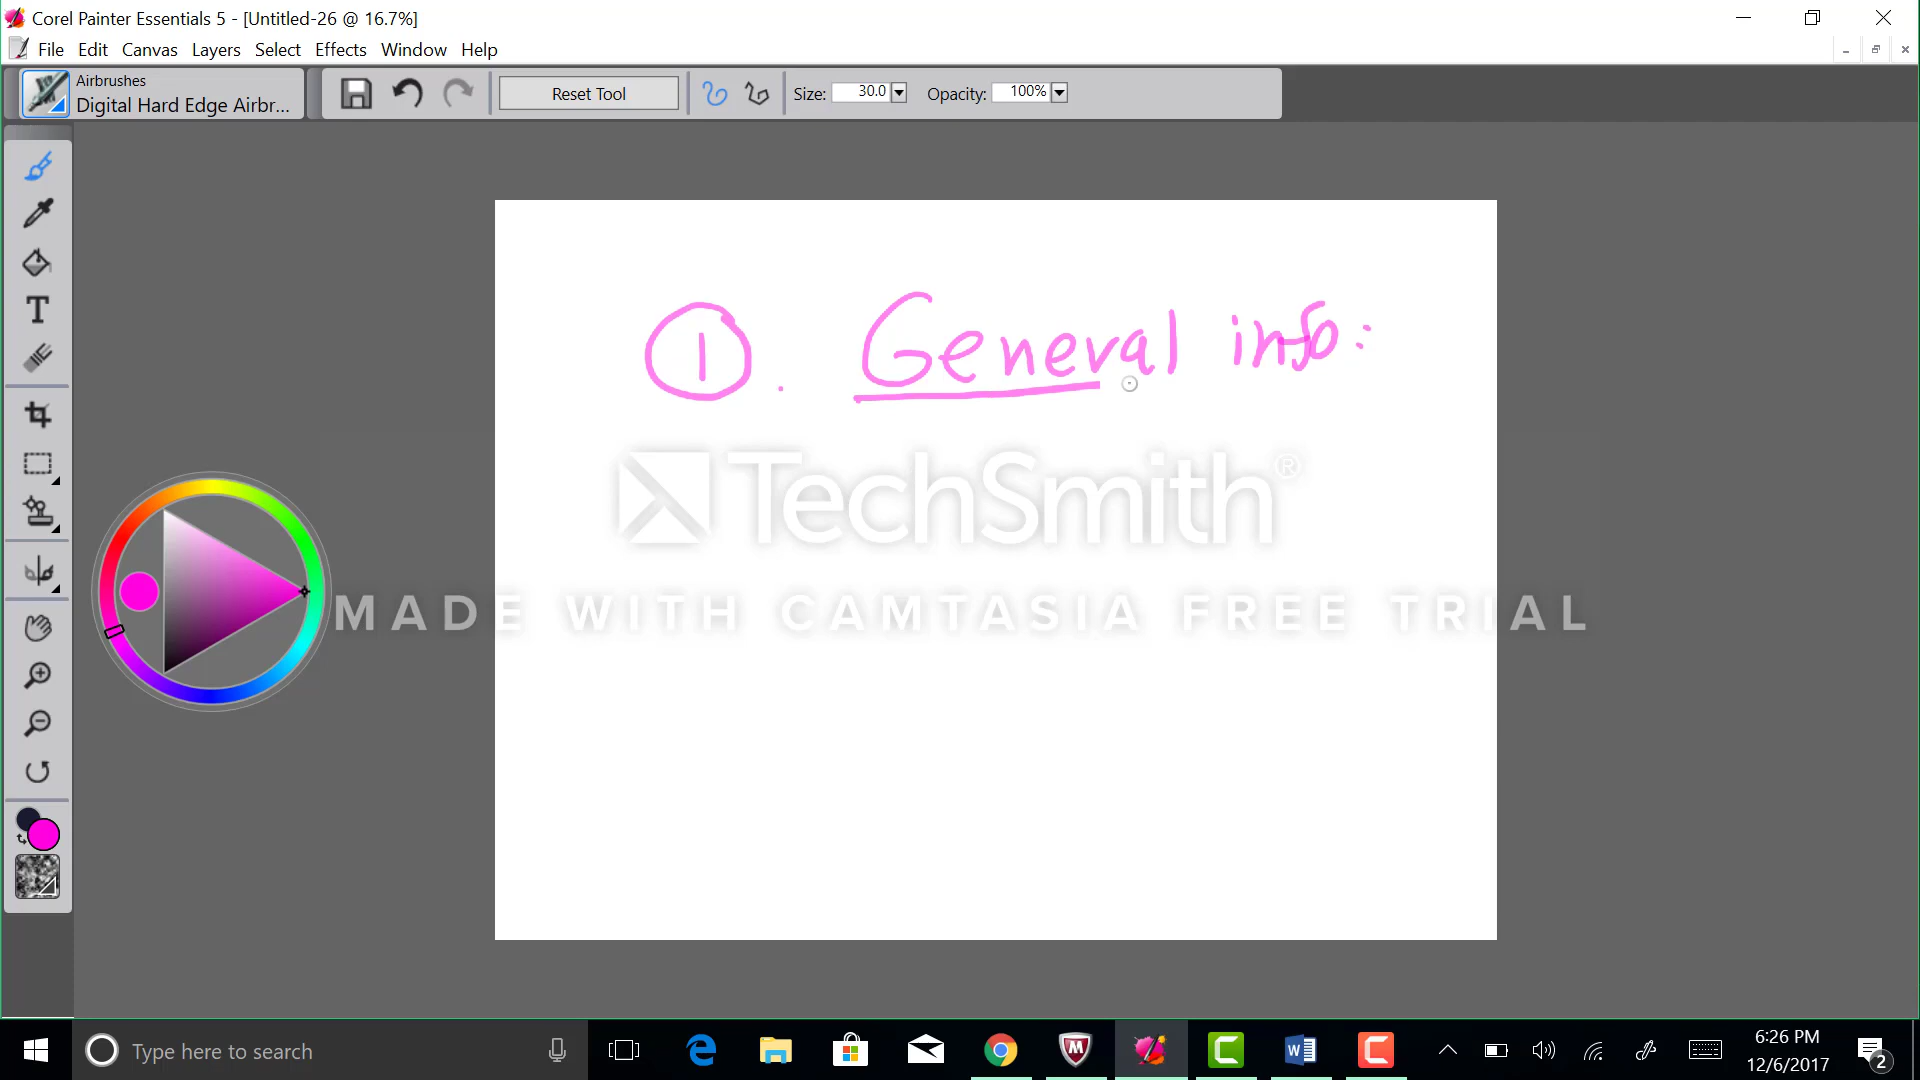 Corel Painter Essentials 5 - [Untitled-26 @ 16.7%]
File Edit Canvas Layers Select Effects Window Help
Airbrushes
Digital Hard Edge Airbr...
Reset Tool
Size: 30.0
Opacity: 100%
1. General info:
TechSmith®
MADE WITH CAMTASIA FREE TRIAL
Type here to search
6:26 PM
12/6/2017
2